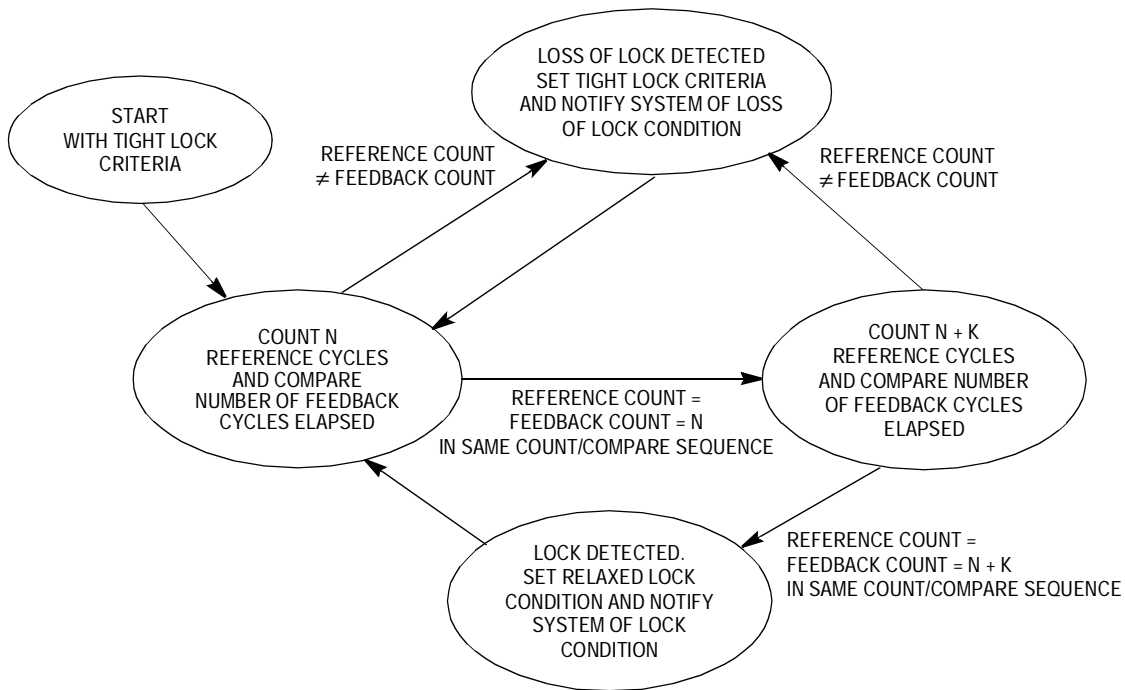 LOSS OF LOCK DETECTED
SET TIGHT LOCK CRITERIA
AND NOTIFY SYSTEM OF LOSS
OF LOCK CONDITION
START
WITH TIGHT LOCK
CRITERIA
REFERENCE COUNT
≠ FEEDBACK COUNT
REFERENCE COUNT
≠ FEEDBACK COUNT
COUNT N
REFERENCE CYCLES
AND COMPARE
NUMBER OF FEEDBACK
CYCLES ELAPSED
COUNT N + K
REFERENCE CYCLES
AND COMPARE NUMBER
OF FEEDBACK CYCLES
ELAPSED
REFERENCE COUNT =
FEEDBACK COUNT = N
IN SAME COUNT/COMPARE SEQUENCE
LOCK DETECTED.
SET RELAXED LOCK
CONDITION AND NOTIFY
SYSTEM OF LOCK
CONDITION
REFERENCE COUNT =
FEEDBACK COUNT = N + K
IN SAME COUNT/COMPARE SEQUENCE